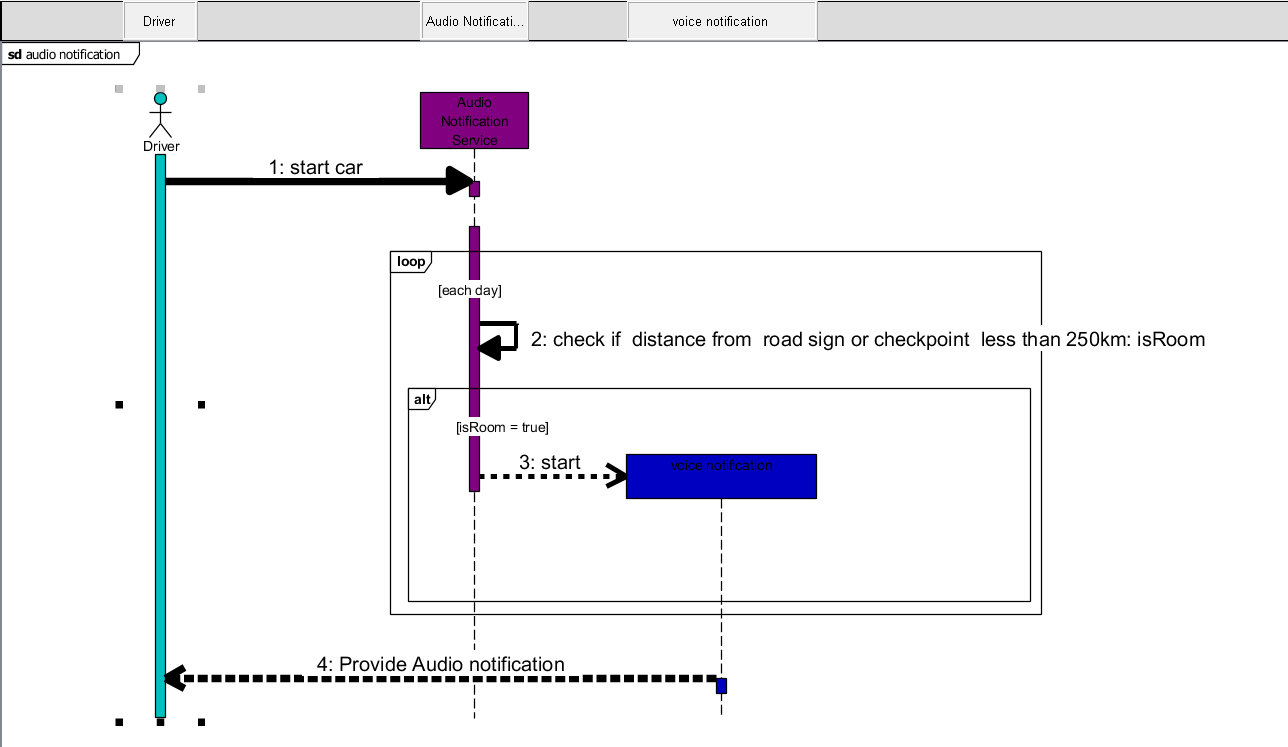 Driver
Audio Notificati...
voice notification
sd audio notification
Audio
Notification
Service
Driver
1: start car
loop
[each day]
2: check if  distance from  road sign or checkpoint  less than 250km: isRoom
alt
[isRoom = true]
3: start
voice notification
4: Provide Audio notification